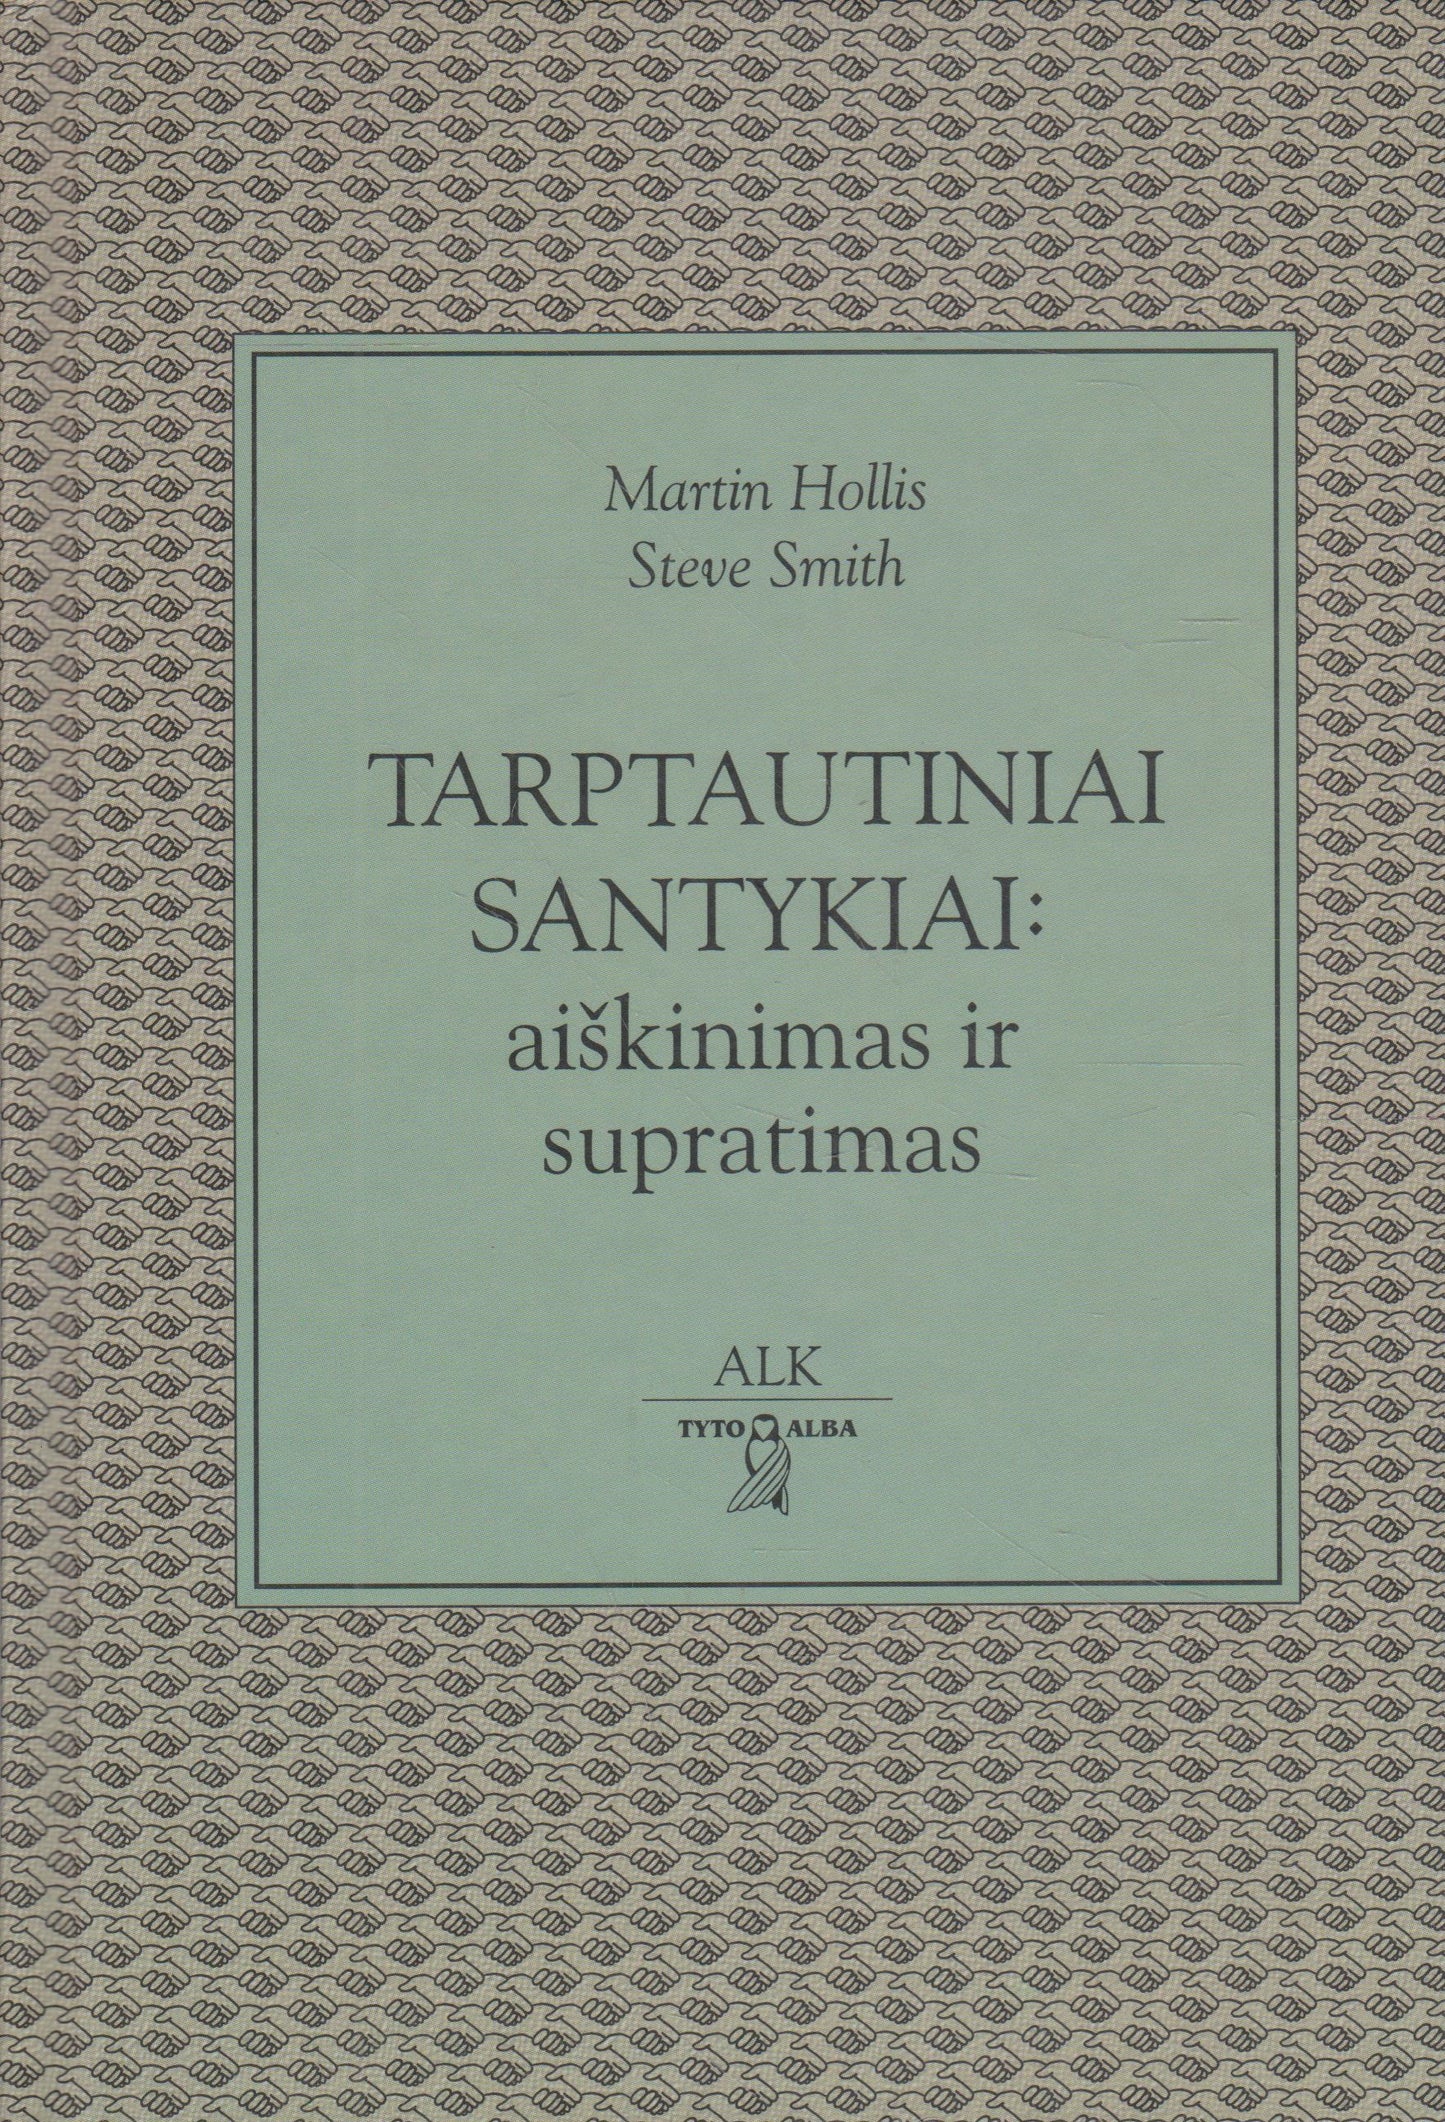 Martin Hollis
Steve Smith
TARPTAUTINIAI
SANTYKIAI:
aiškinimas ir
supratimas
ALK
TYTO ALBA